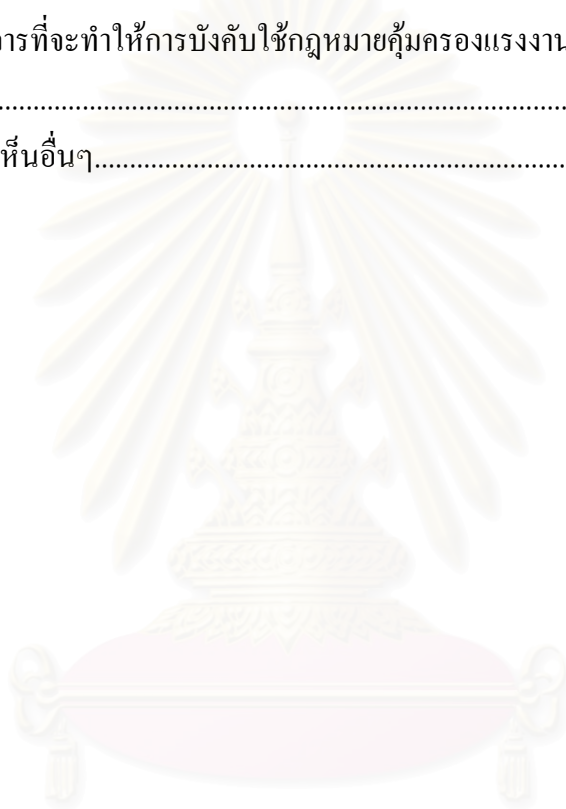 ารที่จะทำให้การบังคับใช้กฎหมายคุ้มครองแรงงาน
................................................................................
ห็นอื่นๆ..................................................................